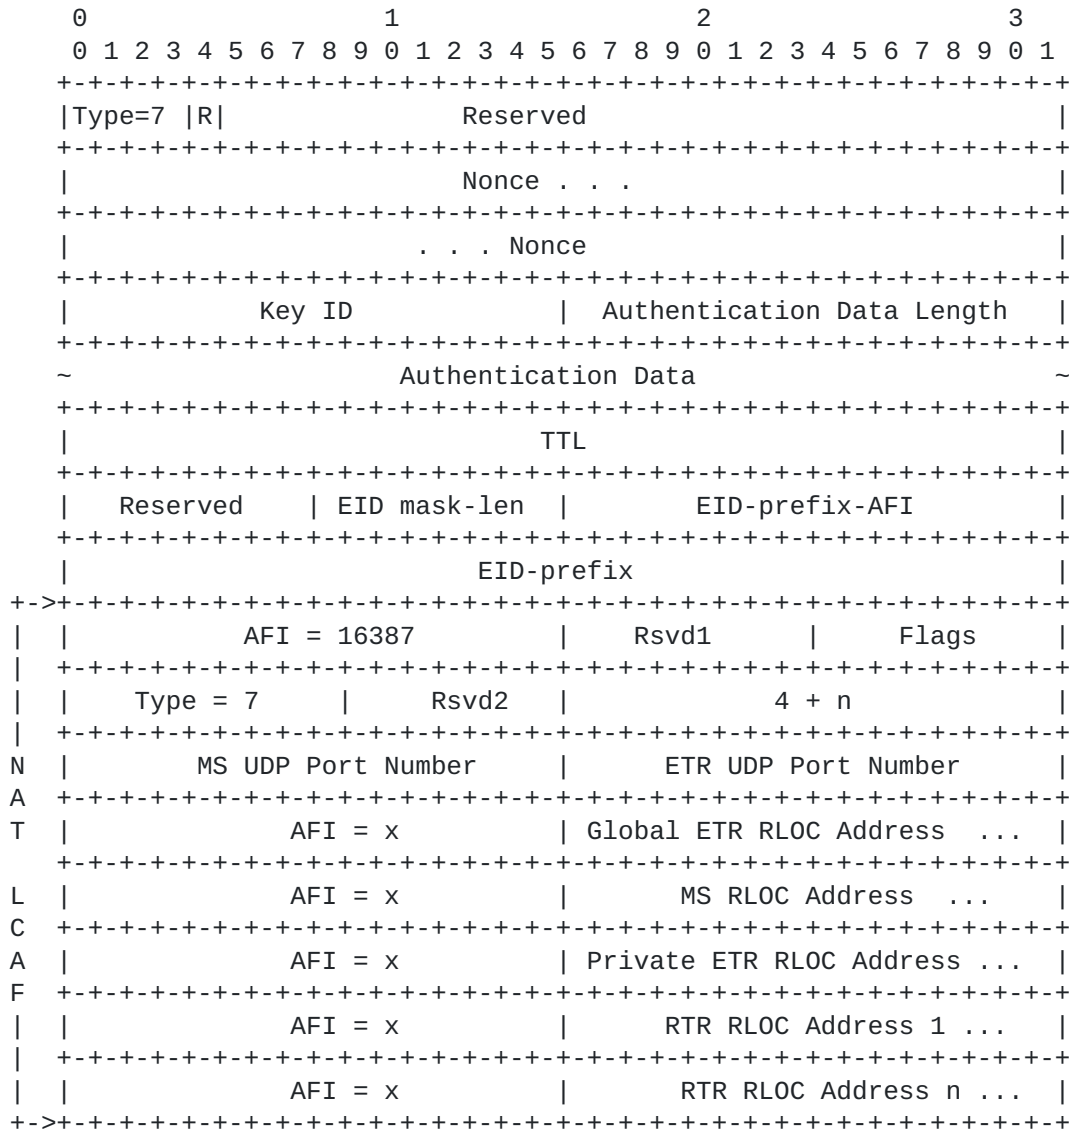 0                   1                   2                   3
    0 1 2 3 4 5 6 7 8 9 0 1 2 3 4 5 6 7 8 9 0 1 2 3 4 5 6 7 8 9 0 1
   +-+-+-+-+-+-+-+-+-+-+-+-+-+-+-+-+-+-+-+-+-+-+-+-+-+-+-+-+-+-+-+-+
   |Type=7 |R|               Reserved                              |
   +-+-+-+-+-+-+-+-+-+-+-+-+-+-+-+-+-+-+-+-+-+-+-+-+-+-+-+-+-+-+-+-+
   |                         Nonce . . .                           |
   +-+-+-+-+-+-+-+-+-+-+-+-+-+-+-+-+-+-+-+-+-+-+-+-+-+-+-+-+-+-+-+-+
   |                      . . . Nonce                              |
   +-+-+-+-+-+-+-+-+-+-+-+-+-+-+-+-+-+-+-+-+-+-+-+-+-+-+-+-+-+-+-+-+
   |            Key ID             |  Authentication Data Length   |
   +-+-+-+-+-+-+-+-+-+-+-+-+-+-+-+-+-+-+-+-+-+-+-+-+-+-+-+-+-+-+-+-+
   ~                     Authentication Data                       ~
   +-+-+-+-+-+-+-+-+-+-+-+-+-+-+-+-+-+-+-+-+-+-+-+-+-+-+-+-+-+-+-+-+
   |                              TTL                              |
   +-+-+-+-+-+-+-+-+-+-+-+-+-+-+-+-+-+-+-+-+-+-+-+-+-+-+-+-+-+-+-+-+
   |   Reserved    | EID mask-len  |        EID-prefix-AFI         |
   +-+-+-+-+-+-+-+-+-+-+-+-+-+-+-+-+-+-+-+-+-+-+-+-+-+-+-+-+-+-+-+-+
   |                          EID-prefix                           |
+->+-+-+-+-+-+-+-+-+-+-+-+-+-+-+-+-+-+-+-+-+-+-+-+-+-+-+-+-+-+-+-+-+
|  |           AFI = 16387         |    Rsvd1      |     Flags     |
|  +-+-+-+-+-+-+-+-+-+-+-+-+-+-+-+-+-+-+-+-+-+-+-+-+-+-+-+-+-+-+-+-+
|  |    Type = 7     |     Rsvd2   |             4 + n             |
|  +-+-+-+-+-+-+-+-+-+-+-+-+-+-+-+-+-+-+-+-+-+-+-+-+-+-+-+-+-+-+-+-+
N  |        MS UDP Port Number     |      ETR UDP Port Number      |
A  +-+-+-+-+-+-+-+-+-+-+-+-+-+-+-+-+-+-+-+-+-+-+-+-+-+-+-+-+-+-+-+-+
T  |              AFI = x          | Global ETR RLOC Address  ...  |
   +-+-+-+-+-+-+-+-+-+-+-+-+-+-+-+-+-+-+-+-+-+-+-+-+-+-+-+-+-+-+-+-+
L  |              AFI = x          |       MS RLOC Address  ...    |
C  +-+-+-+-+-+-+-+-+-+-+-+-+-+-+-+-+-+-+-+-+-+-+-+-+-+-+-+-+-+-+-+-+
A  |              AFI = x          | Private ETR RLOC Address ...  |
F  +-+-+-+-+-+-+-+-+-+-+-+-+-+-+-+-+-+-+-+-+-+-+-+-+-+-+-+-+-+-+-+-+
|  |              AFI = x          |      RTR RLOC Address 1 ...   |
|  +-+-+-+-+-+-+-+-+-+-+-+-+-+-+-+-+-+-+-+-+-+-+-+-+-+-+-+-+-+-+-+-+
|  |              AFI = x          |       RTR RLOC Address n ...  |
+->+-+-+-+-+-+-+-+-+-+-+-+-+-+-+-+-+-+-+-+-+-+-+-+-+-+-+-+-+-+-+-+-+